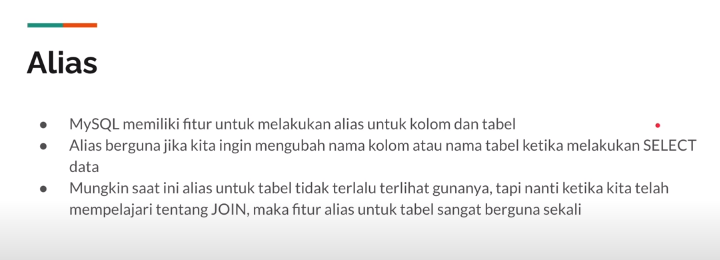 Alias
● MySQL memiliki fitur untuk melakukan alias untuk kolom dan tabel
● Alias berguna jika kita ingin mengubah nama kolom atau nama tabel ketika melakukan SELECT
data
● Mungkin saat ini alias untuk tabel tidak terlalu terlihat gunanya, tapi nanti ketika kita telah
mempelajari tentang JOIN, maka fitur alias untuk tabel sangat berguna sekali